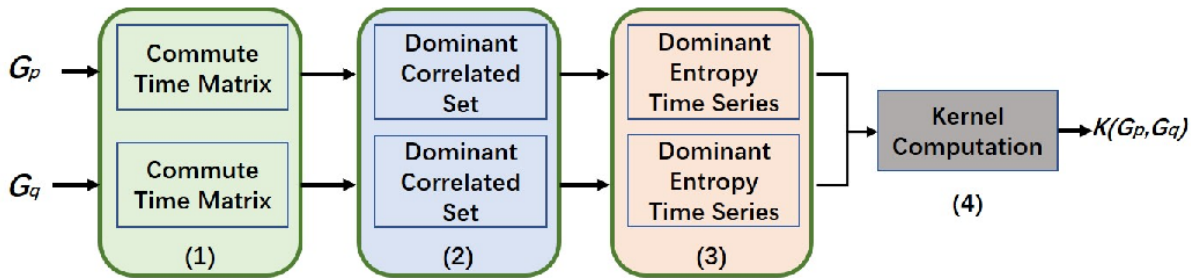 Gp
Commute
Time Matrix
Dominant
Correlated
Set
Dominant
Entropy
Time Series
Kernel
Computation
K(Gp,Gq)
Gq
Commute
Time Matrix
Dominant
Correlated
Set
Dominant
Entropy
Time Series
(1)
(2)
(3)
(4)